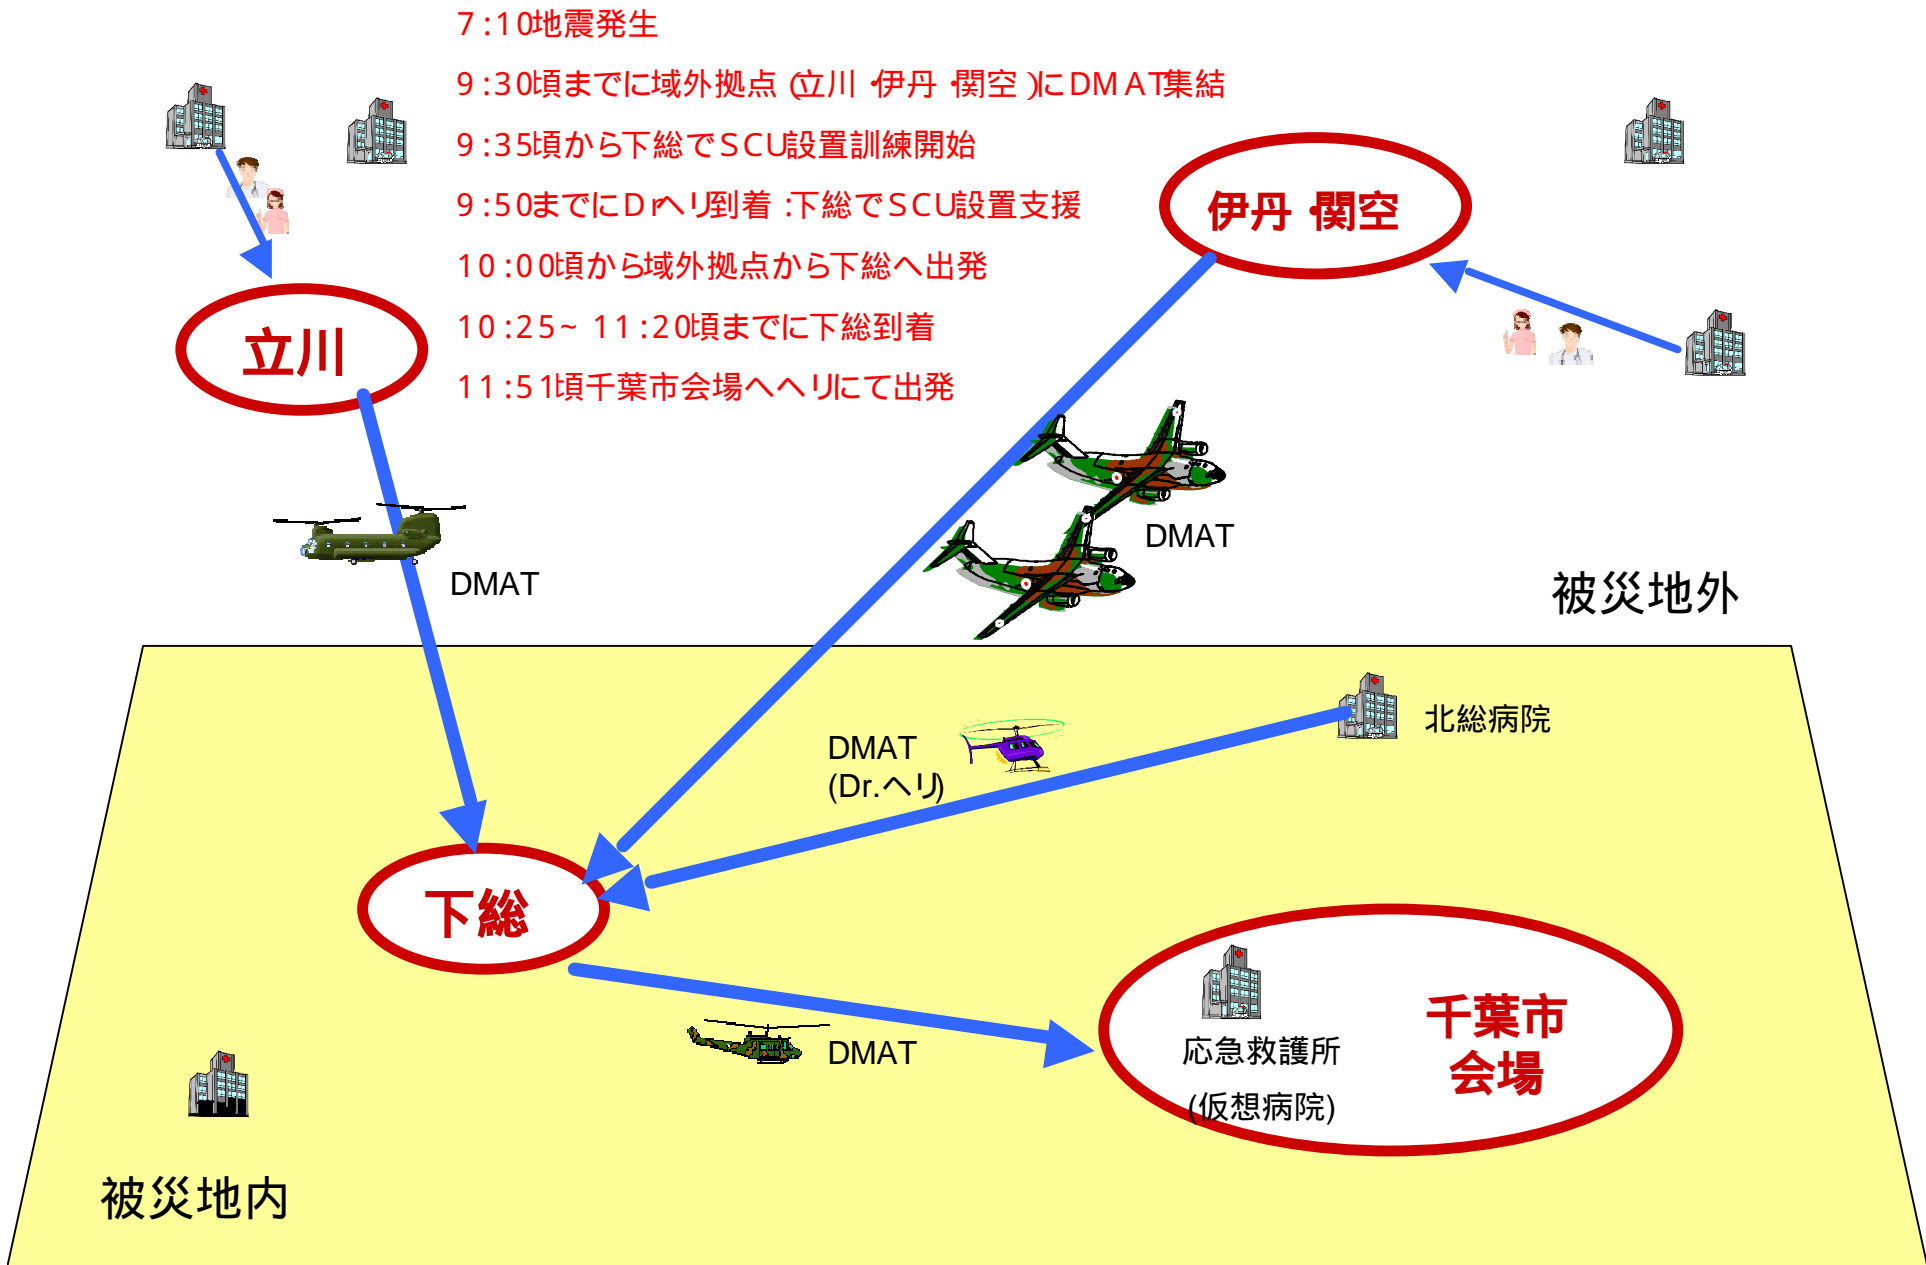 7:10地震発生
9:30頃までに域外拠点(立川・伊丹・関空)にDMAT集結
9:35頃から下総でSCU設置訓練開始
9:50までにDrヘリ到着:下総でSCU設置支援
10:00頃から域外拠点から下総へ出発
10:25~11:20頃までに下総到着
11:51頃千葉市会場へヘリにて出発
伊丹・関空
立川
DMAT
DMAT
被災地外
北総病院
DMAT
(Dr.ヘリ)
下総
千葉市
会場
応急救護所
(仮想病院)
DMAT
被災地内